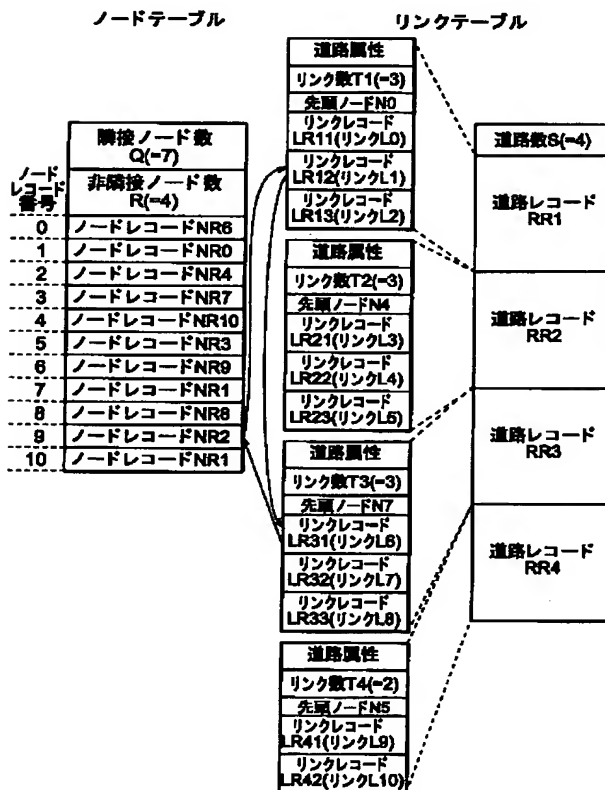 ノードテーブル
リンクテーブル
隣接ノード数
Q(=7)
ノード
レコード
番号
非隣接ノード数
R(=4)
0 ノードレコードNR6
1 ノードレコードNR0
2 ノードレコードNR4
3 ノードレコードNR7
4 ノードレコードNR10
5 ノードレコードNR3
6 ノードレコードNR9
7 ノードレコードNR1
8 ノードレコードNR8
9 ノードレコードNR2
10 ノードレコードNR1
道路属性
リンク数T1(=3)
先頭ノードN0
リンクレコード
LR11(リンクL0)
リンクレコード
LR12(リンクL1)
リンクレコード
LR13(リンクL2)
道路属性
リンク数T2(=3)
先頭ノードN4
リンクレコード
LR21(リンクL3)
リンクレコード
LR22(リンクL4)
リンクレコード
LR23(リンクL5)
道路属性
リンク数T3(=3)
先頭ノードN7
リンクレコード
LR31(リンクL6)
リンクレコード
LR32(リンクL7)
リンクレコード
LR33(リンクL8)
道路属性
リンク数T4(=2)
先頭ノードN5
リンクレコード
LR41(リンクL9)
リンクレコード
LR42(リンクL10)
道路数S(=4)
道路レコード
RR1
道路レコード
RR2
道路レコード
RR3
道路レコード
RR4